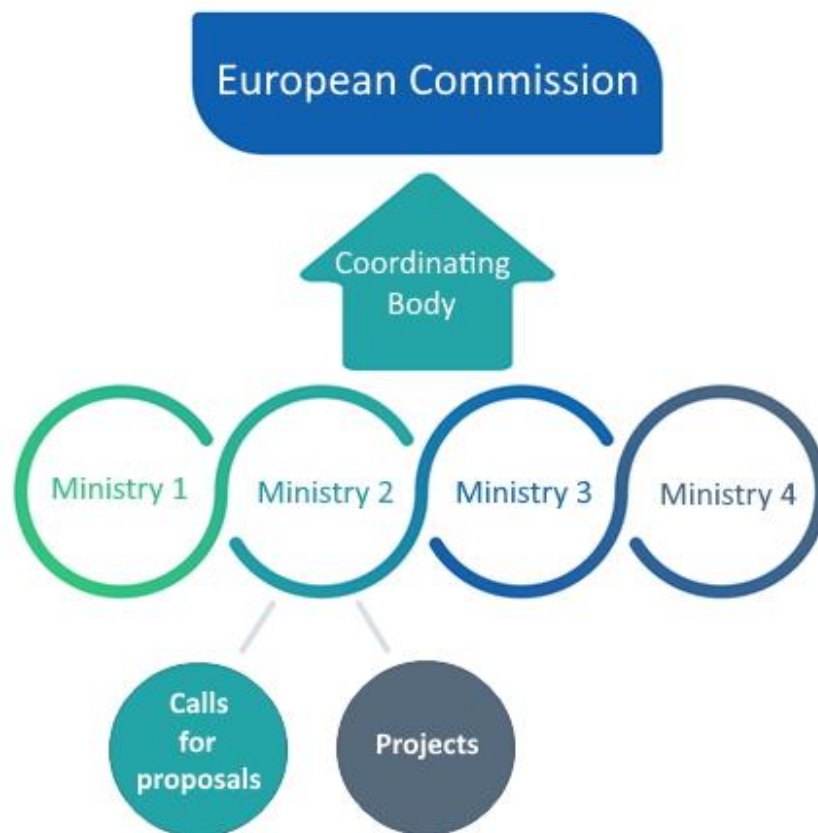 European Commission
Coordinating
Body
Ministry 1
Ministry 2
Ministry 3
Ministry 4
Calls
for
proposals
Projects